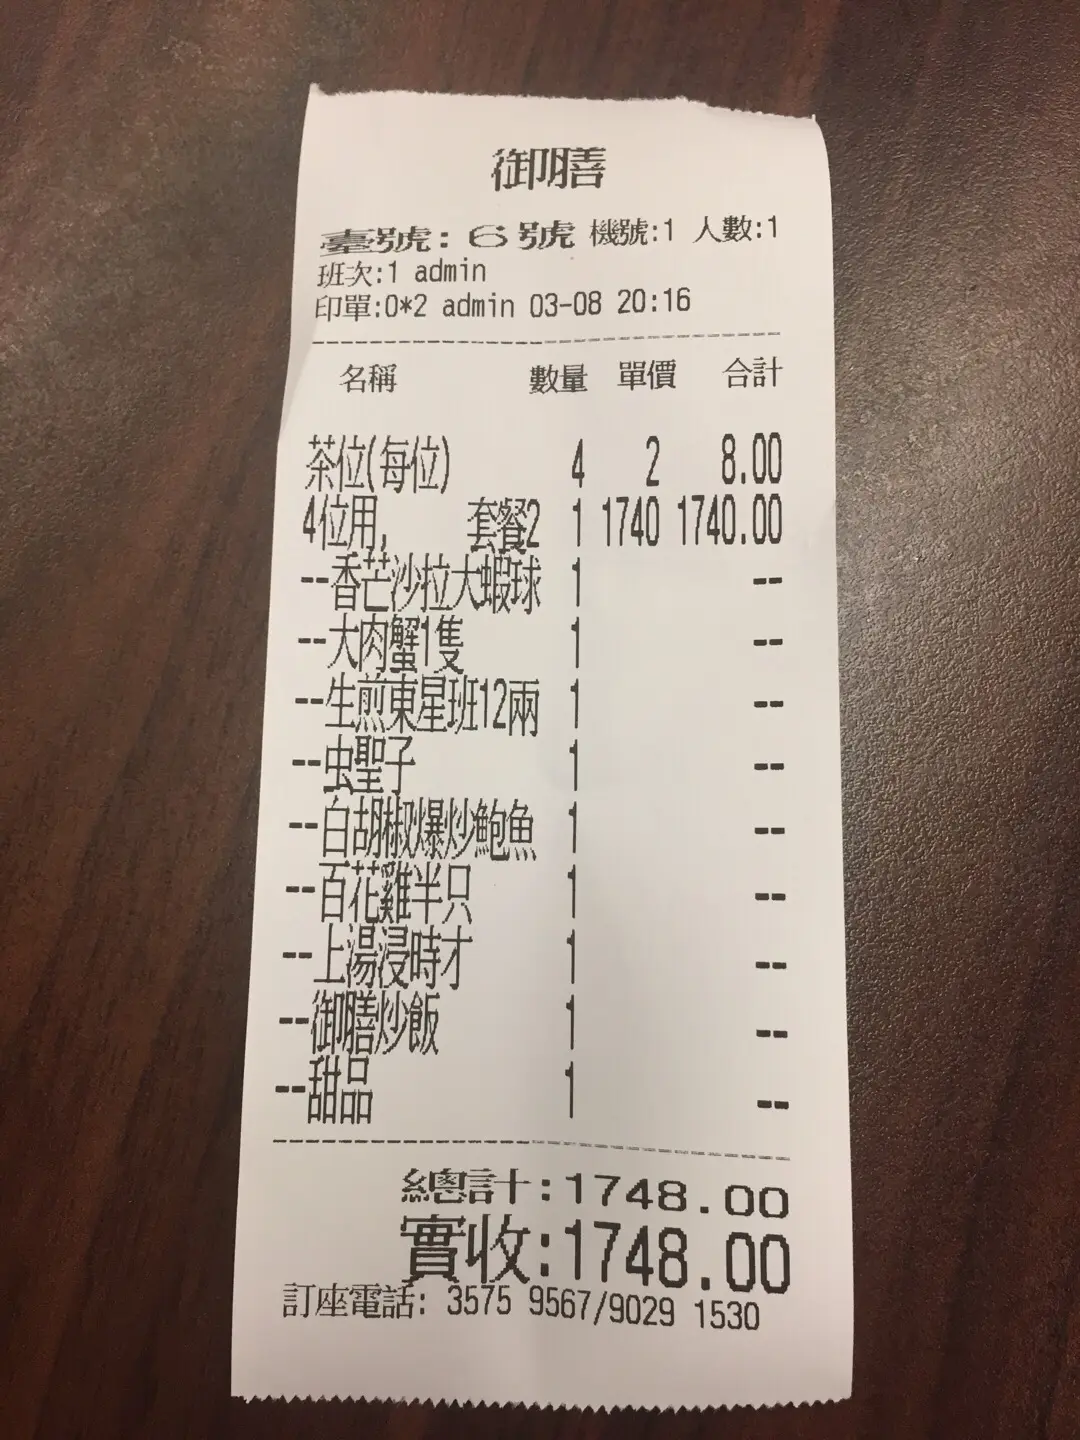 御膳
臺號: 6 號 機號:1 人數:1
班次:1 admin
印單:0*2 admin 03-08 20:16
名稱 數量 單價 合計
茶位(每位) 4 2 8.00
4位用, 套餐2 1 1740 1740.00
--香芒沙拉大蝦球 1 --
--大肉蟹1隻 1 --
--生煎東星班12兩 1 --
--虫聖子 1 --
--白胡椒爆炒鮑魚 1 --
--百花雞半只 1 --
--上湯浸時才 1 --
--御膳炒飯 1 --
--甜品 1 --
總計:1748.00
實收:1748.00
訂座電話: 3575 9567/9029 1530